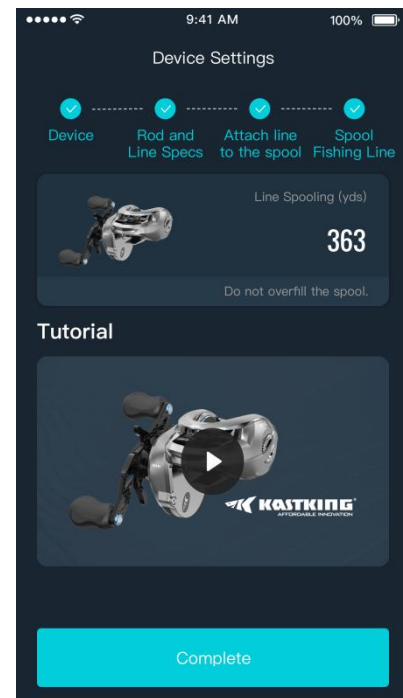 9:41 AM
100%
Device Settings
Device
Rod and
Line Specs
Attach line
to the spool
Spool
Fishing Line
Line Spooling (yds)
363
Do not overfill the spool.
Tutorial
KASTKING
AFFORDABLE INNOVATION
Complete